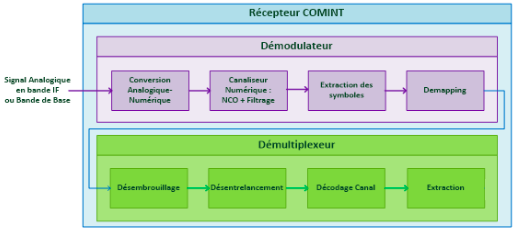 Récepteur COMINT
Démodulateur
Signal Analogique
en bande IF
ou Bande de Base
Conversion
Analogique-
Numérique
Canaliseur
Numérique :
NCO + Filtrage
Extraction des
symboles
Demapping
Démultiplexeur
Désembrouillage
Désentrelancement
Décodage Canal
Extraction